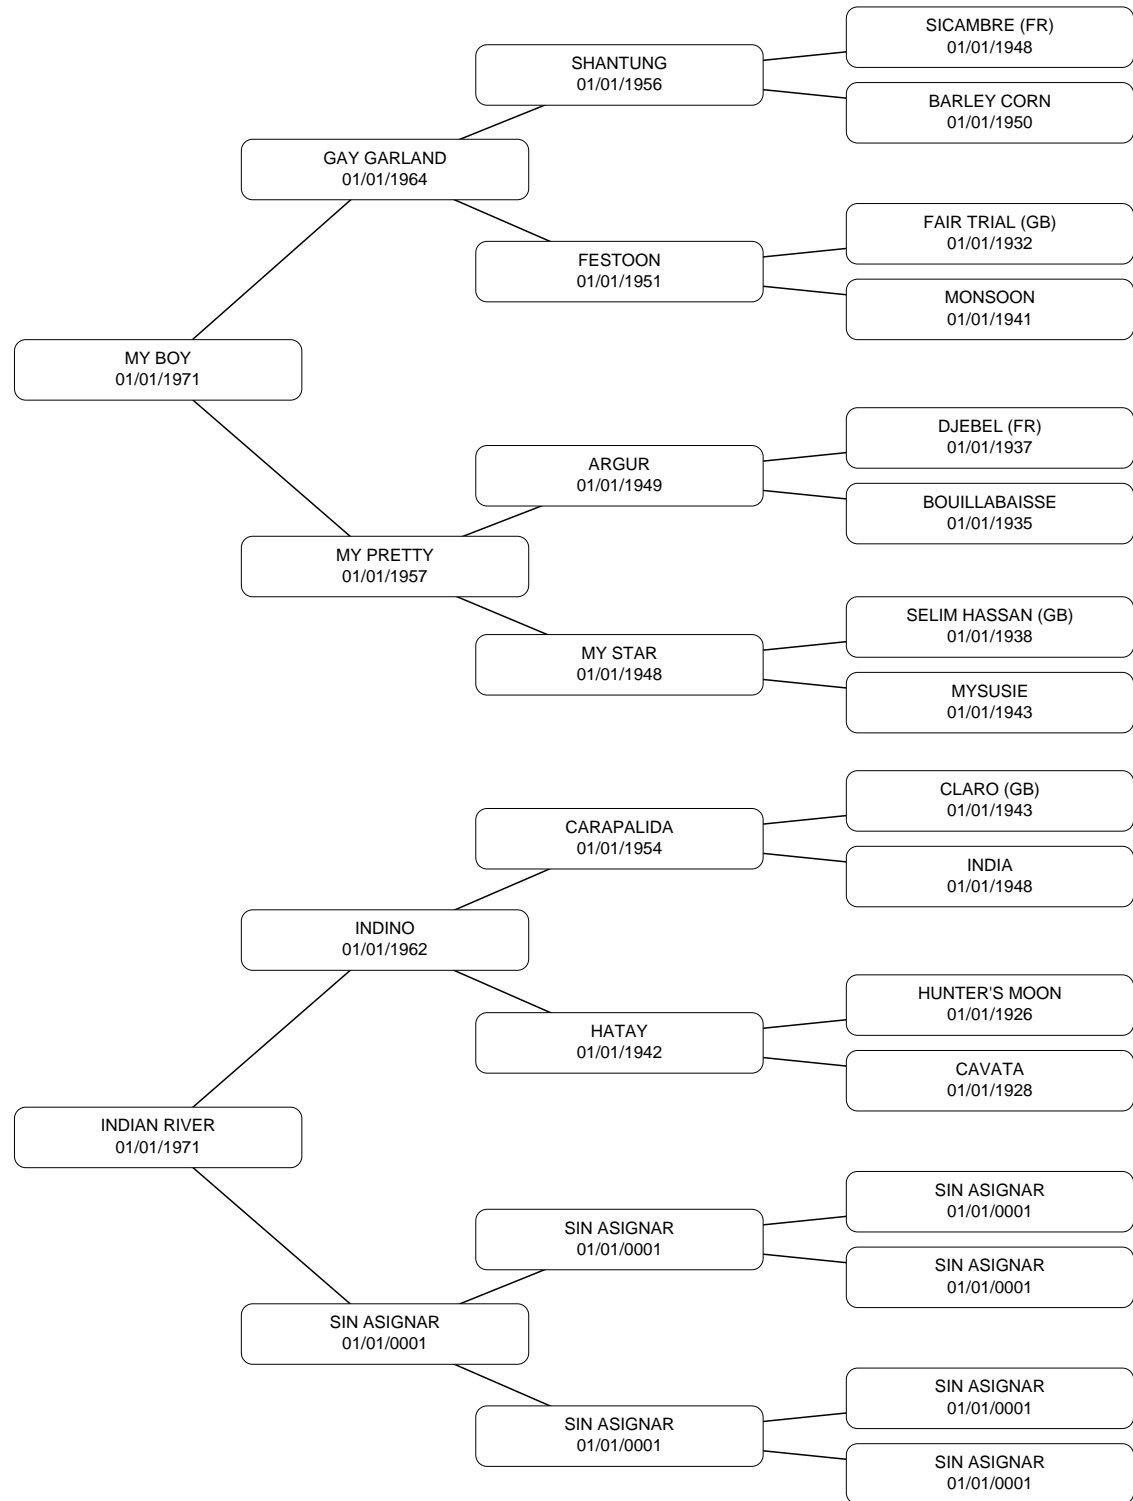 SICAMBRE (FR)
01/01/1948
SHANTUNG
01/01/1956
BARLEY CORN
01/01/1950
GAY GARLAND
01/01/1964
FAIR TRIAL (GB)
01/01/1932
FESTOON
01/01/1951
MONSOON
01/01/1941
MY BOY
01/01/1971
DJEBEL (FR)
01/01/1937
ARGUR
01/01/1949
BOUILLABAISSE
01/01/1935
MY PRETTY
01/01/1957
SELIM HASSAN (GB)
01/01/1938
MY STAR
01/01/1948
MYSUSIE
01/01/1943
CLARO (GB)
01/01/1943
CARAPALIDA
01/01/1954
INDIA
01/01/1948
INDINO
01/01/1962
HUNTER'S MOON
01/01/1926
HATAY
01/01/1942
CAVATA
01/01/1928
INDIAN RIVER
01/01/1971
SIN ASIGNAR
01/01/0001
SIN ASIGNAR
01/01/0001
SIN ASIGNAR
01/01/0001
SIN ASIGNAR
01/01/0001
SIN ASIGNAR
01/01/0001
SIN ASIGNAR
01/01/0001
SIN ASIGNAR
01/01/0001